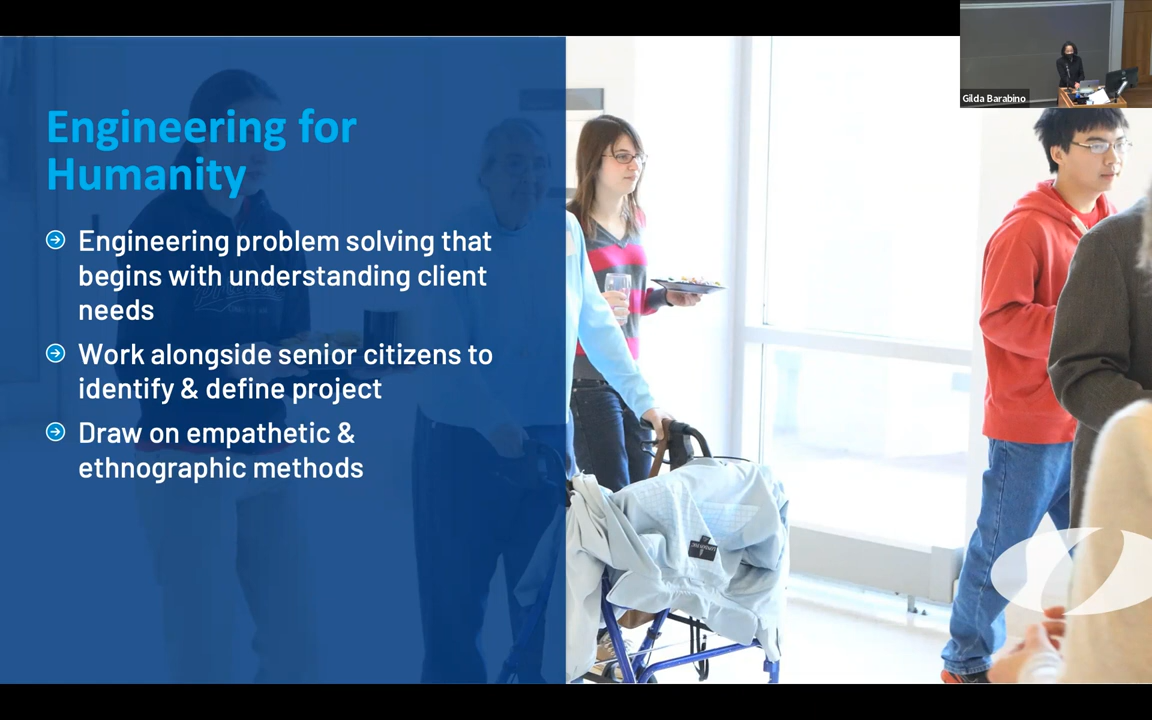 Gilda Barabino
Engineering for
Humanity
Engineering problem solving that
begins with understanding client
needs
Work alongside senior citizens to
identify & define project
Draw on empathetic &
ethnographic methods